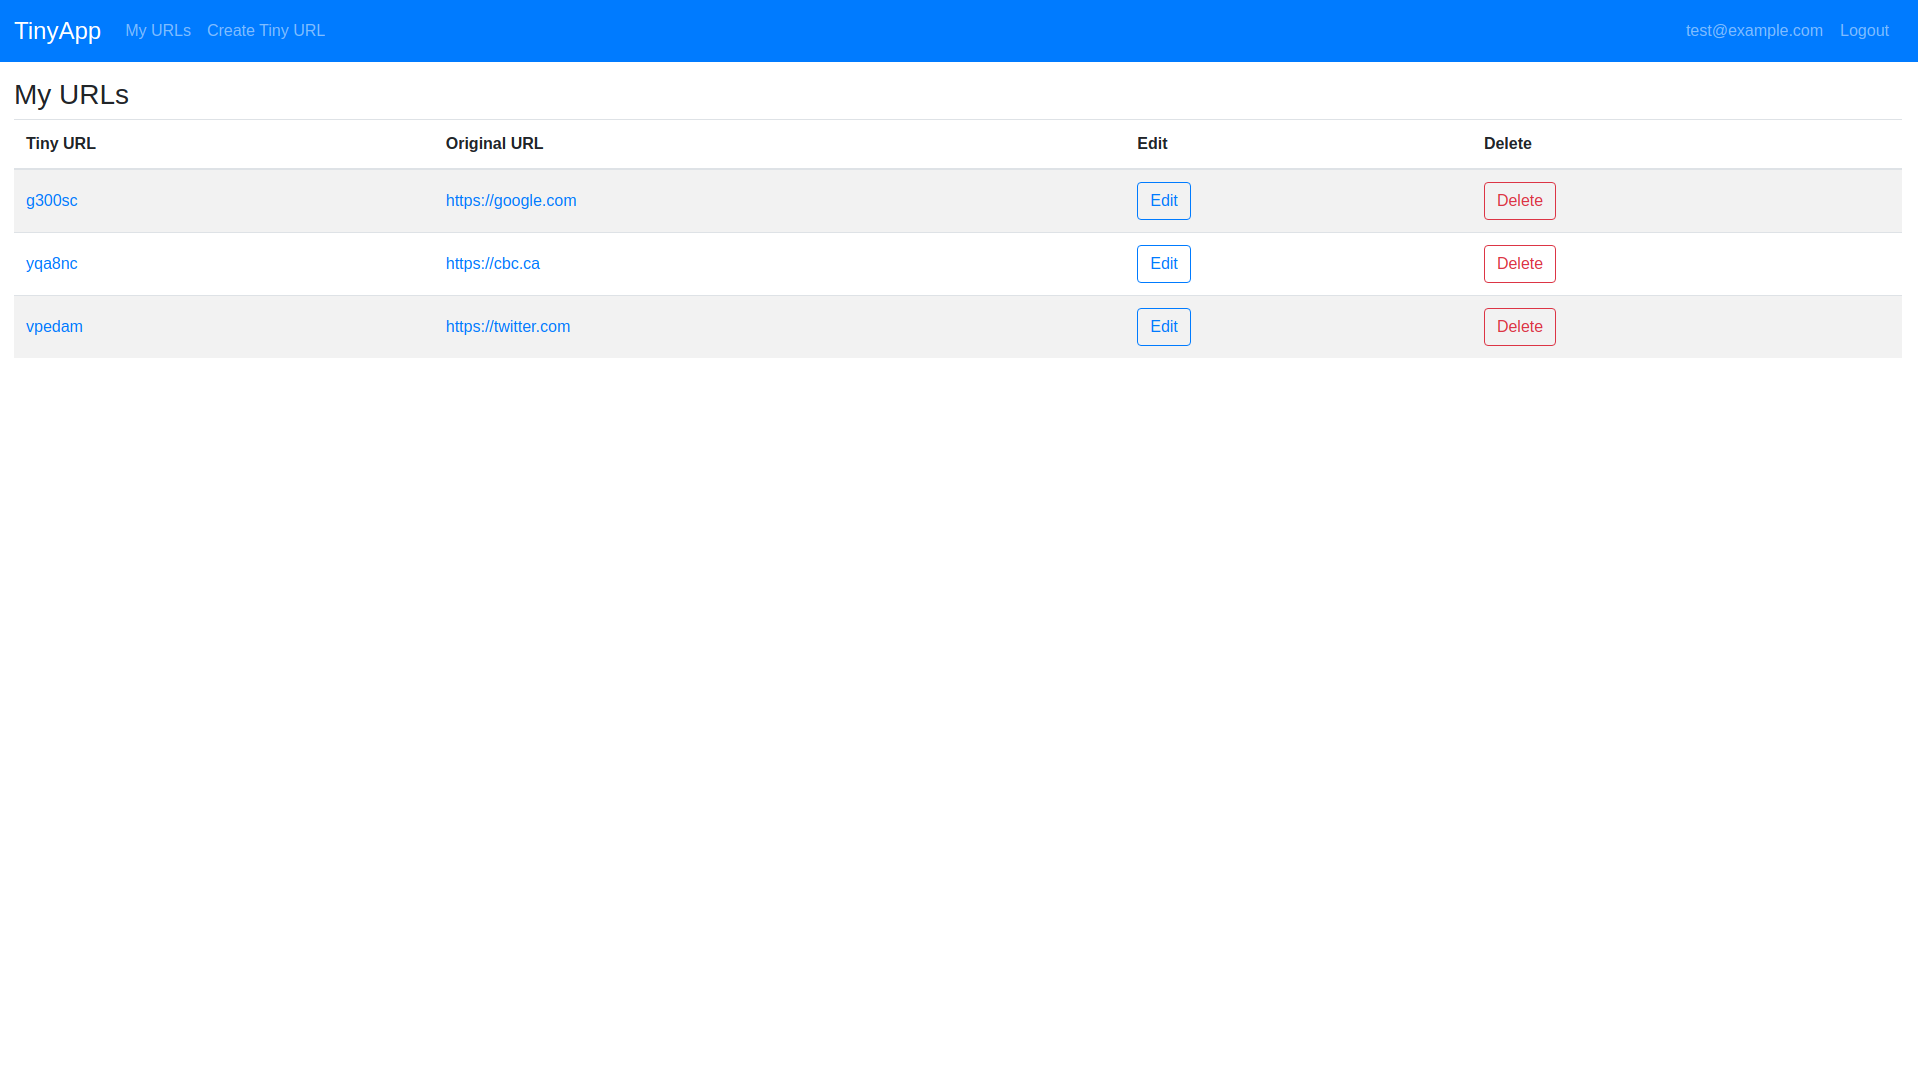 TinyApp My URLs Create Tiny URL test@example.com Logout
My URLs
Tiny URL Original URL Edit Delete
g300sc https://google.com Edit Delete
yqa8nc https://cbc.ca Edit Delete
vpedam https://twitter.com Edit Delete